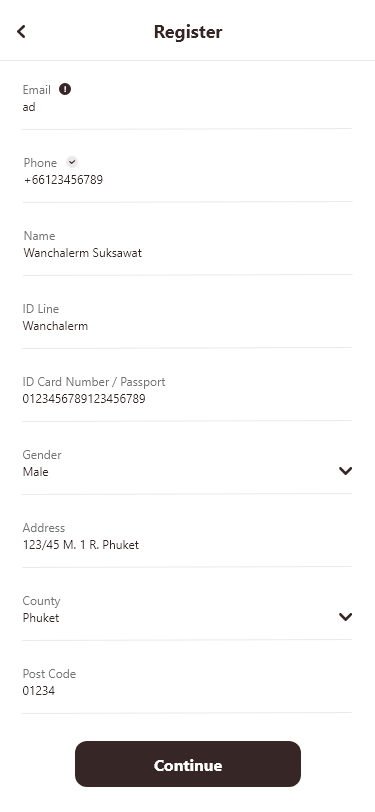 Register
Email
ad
Phone
+66123456789
Name
Wanchalerm Suksawat
ID Line
Wanchalerm
ID Card Number / Passport
0123456789123456789
Gender
Male
Address
123/45 M. 1 R. Phuket
County
Phuket
Post Code
01234
Continue